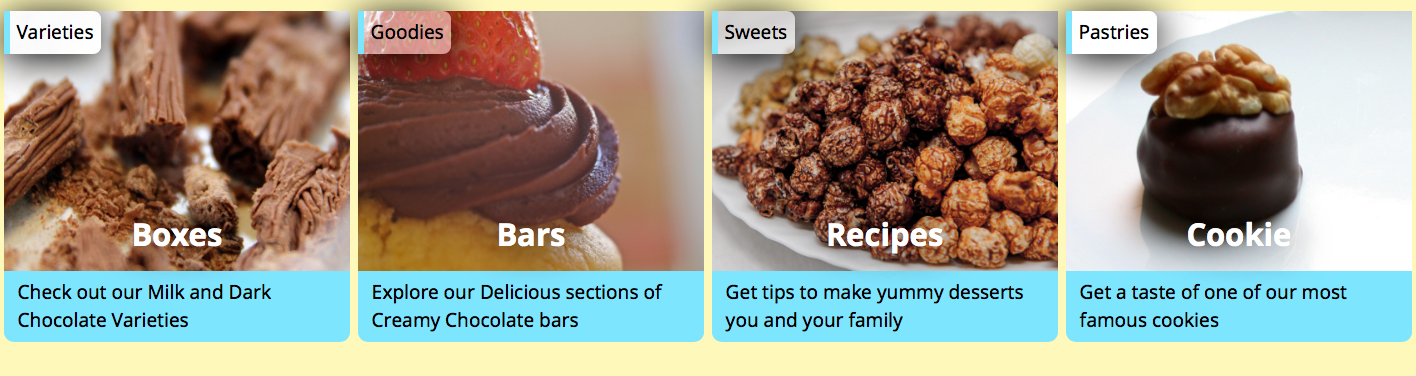 Varieties
Boxes
Check out our Milk and Dark
Chocolate Varieties
Goodies
Bars
Explore our Delicious sections of
Creamy Chocolate bars
Sweets
Recipes
Get tips to make yummy desserts
you and your family
Pastries
Cookie
Get a taste of one of our most
famous cookies